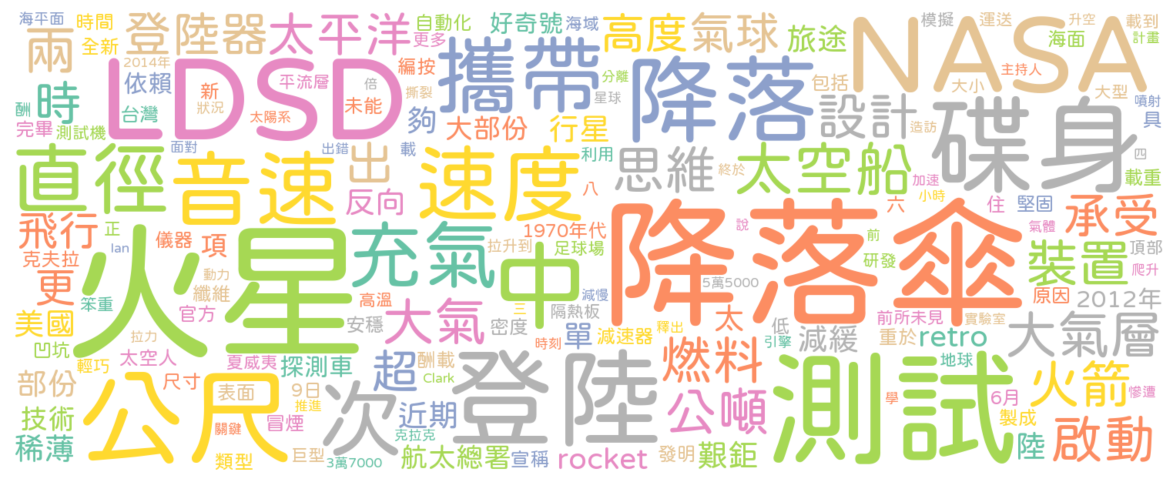 海平面 時間 兩 登陸器 太平洋 自動化 好奇號 海域 高度 氣球 旅途 NASA 模擬 運送 升空 載到
全新 更多 海面 計畫
2014年 依賴 LDSD 平流層 編按 攜帶 分離 降落 包括 主持人 大小 大型
時 新 倍 未能 撕裂 星球 設計 碟身 噴射
酬 台灣 狀況 太陽系 夠 大部份 行星 具
完畢 測試機 造訪
面對 出錯 載 利用 四
直徑 音速 出 速度 八 思維 終於 太空船 加速 載重
反向 小時 六 住 堅固 承受
飛行 正 Ian 儀器 項 充氣 1970年代 拉升到 足球場 中 降落傘 說 前 氣體 裝置 頂部
克夫拉 研發 爬升
更 火星 動力 纖維 高溫 減慢 5萬5000 原因 2012年
笨重 官方 三 隔熱板 前所未見 實驗室
美國 安穩 大氣 密度 單 減速器 釋出 太 低 引擎 減緩 重於 retro 大氣層
凹坑 拉力 時刻 地球
輕巧 太空人 夏威夷 探測車 超 酬載 Clark 燃料 火箭
部份 公尺 尺寸 表面 9日 次 登陸 公噸 測試 學 6月 慘遭
技術 推進 冒煙 近期 製成
關鍵 克拉克 陸 啟動
稀薄 類型 巨型 3萬7000 航太總署 宣稱 rocket 發明 艱鉅